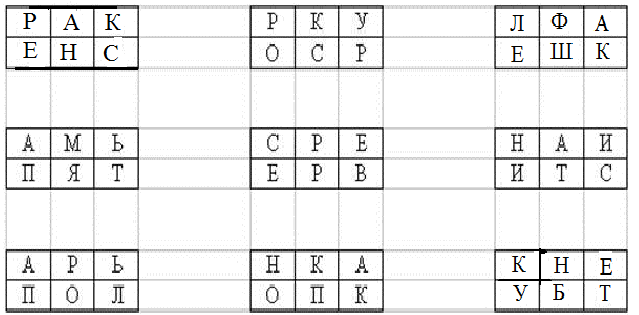 Р А К Р К У Л Ф А
Е Н С О С Р Е Ш К
А М Ь С Р Е Н А И
П Я Т Е Р В И Т С
А Р Ь Н К А К Н Е
П О Л О П К У Б Т